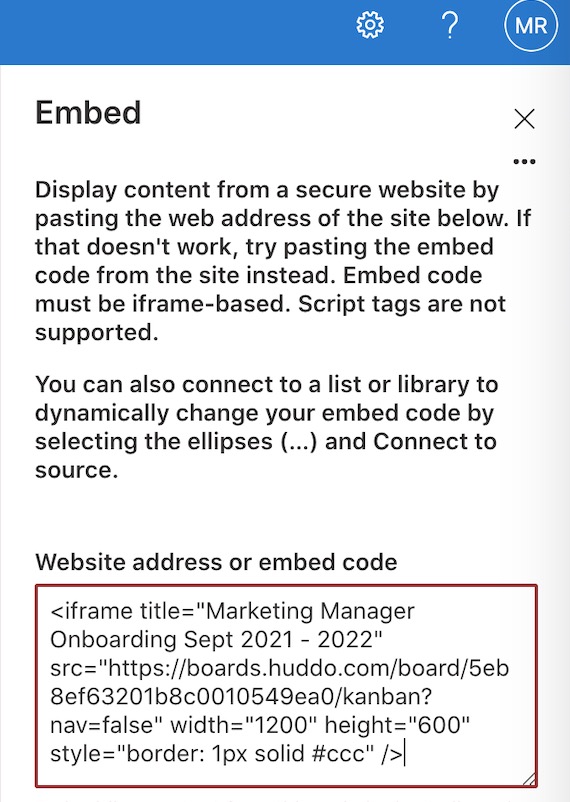 MR
Embed
Display content from a secure website by
pasting the web address of the site below. If
that doesn't work, try pasting the embed
code from the site instead. Embed code
must be iframe-based. Script tags are not
supported.
You can also connect to a list or library to
dynamically change your embed code by
selecting the ellipses (...) and Connect to
source.
Website address or embed code
<iframe title="Marketing Manager
Onboarding Sept 2021 - 2022"
src="https://boards.huddo.com/board/5eb
8ef63201b8c0010549ea0/kanban?
nav=false" width="1200" height="600"
style="border: 1px solid #ccc" />